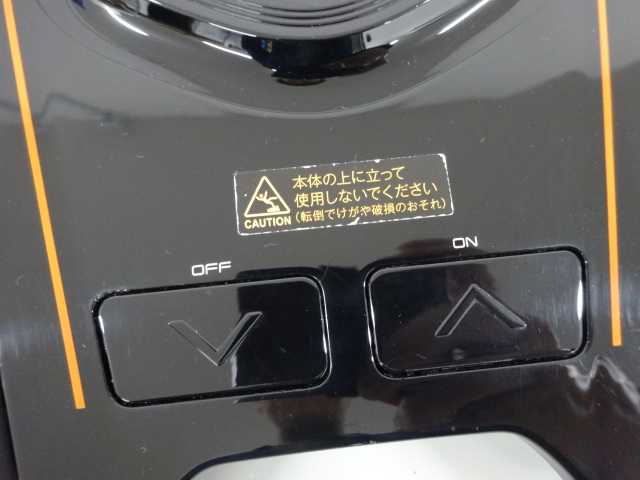 本体の上に立って
使用しないでください
(転倒でけがや破損のおそれ)
CAUTION
OFF
ON